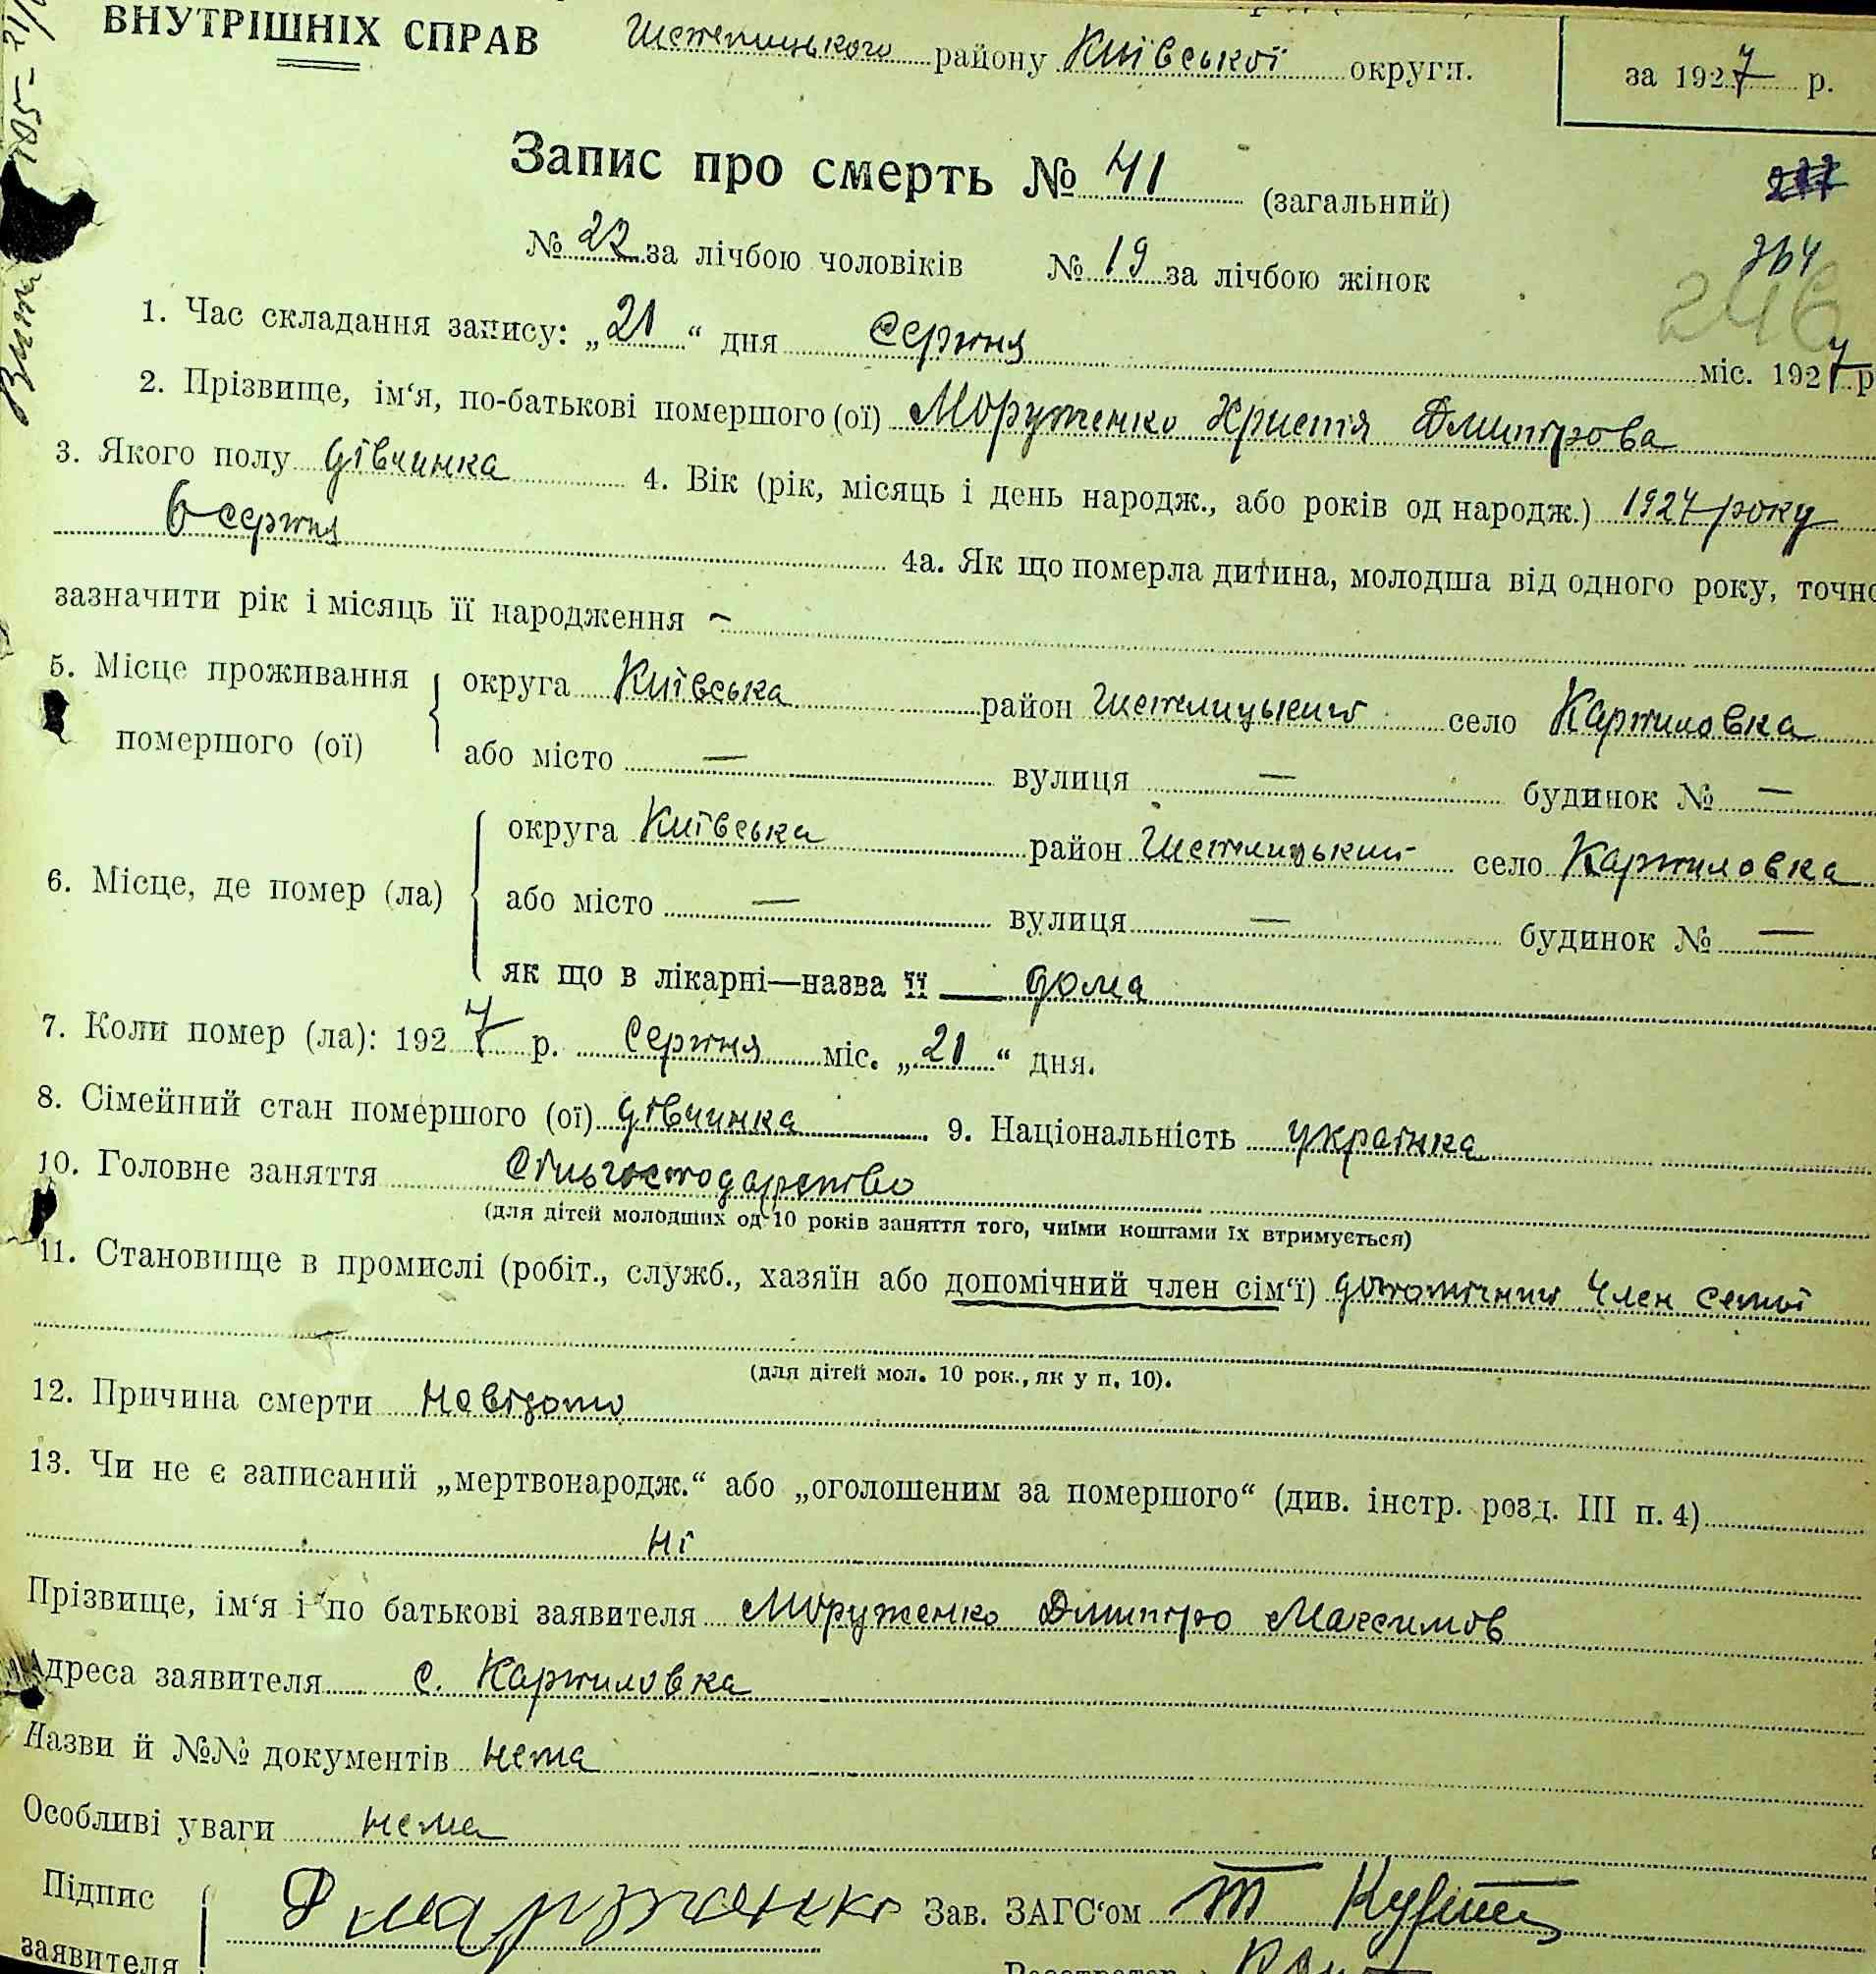 ВНУТРІШНІХ СПРАВ району Київської округи. за 1927 р.
Запис про смерть № 41 (загальний)
№ 22 за лічбою чоловіків № 19 за лічбою жінок
364
246
1. Час складання запису: „21“ дня Серпня міс. 1927 р
2. Прізвище, ім‘я, по-батькові помершого (ої) Моруженко Христя Дмитрова
3. Якого полу дівчинка 4. Вік (рік, місяць і день народж., або років од народж.) 1924 року
6 серпня 4а. Як що померла дитина, молодша від одного року, точно
зазначити рік і місяць її народження –
5. Місце проживання округа Київська район село
помершого (ої) або місто — вулиця — будинок № —
округа Київська район село
6. Місце, де помер (ла) або місто — вулиця — будинок № —
як що в лікарні—назва її — дома
7. Коли помер (ла): 1927 р. Серпня міс. „21“ дня.
8. Сімейний стан помершого (ої) дівчинка 9. Національність украінка
10. Головне заняття Сільгосподарство
(для дітей молодших од 10 років заняття того, чиїми коштами їх втримується)
11. Становище в промислі (робіт., служб., хазяїн або допомічний член сім‘ї) допомічний член семьї
(для дітей мол. 10 рок., як у п. 10).
12. Причина смерти Невідомо
13. Чи не є записаний „мертвонародж.“ або „оголошеним за помершого“ (див. інстр. розд. III п. 4)
Ні
Прізвище, ім‘я і по батькові заявителя Моруженко Дмитро Максимов
Адреса заявителя с.
Назви й №№ документів нема
Особливі уваги нема
Підпис Зав. ЗАГС‘ом
заявителя